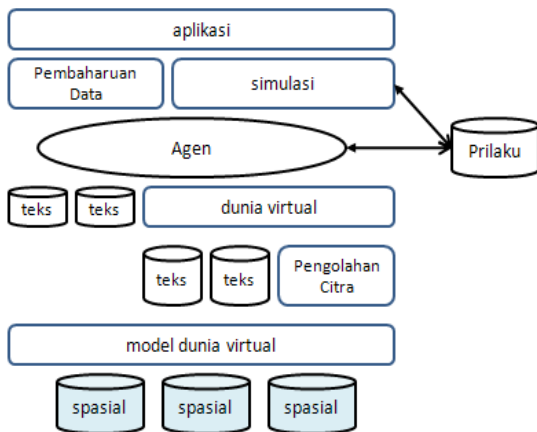 aplikasi
Pembaharuan
Data
simulasi
Agen
Prilaku
teks
teks
dunia virtual
teks
teks
Pengolahan
Citra
model dunia virtual
spasial
spasial
spasial